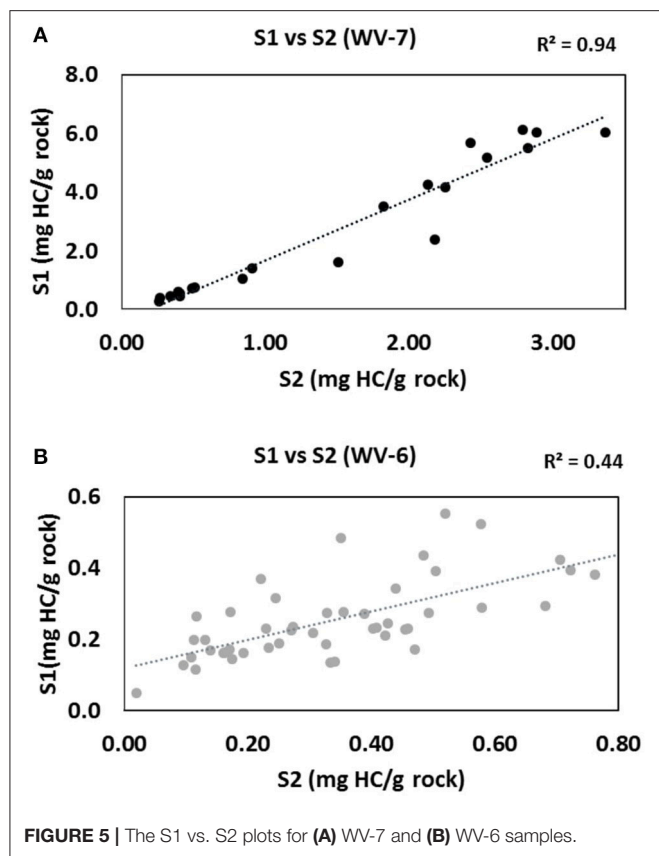 A
S1 vs S2 (WV-7)
R² = 0.94
8.0
6.0
4.0
2.0
0.0
S1 (mg HC/g rock)
0.00 1.00 2.00 3.00
S2 (mg HC/g rock)
B
S1 vs S2 (WV-6)
R² = 0.44
0.6
0.4
0.2
0.0
S1(mg HC/g rock)
0.00 0.20 0.40 0.60 0.80
S2 (mg HC/g rock)
FIGURE 5 | The S1 vs. S2 plots for (A) WV-7 and (B) WV-6 samples.